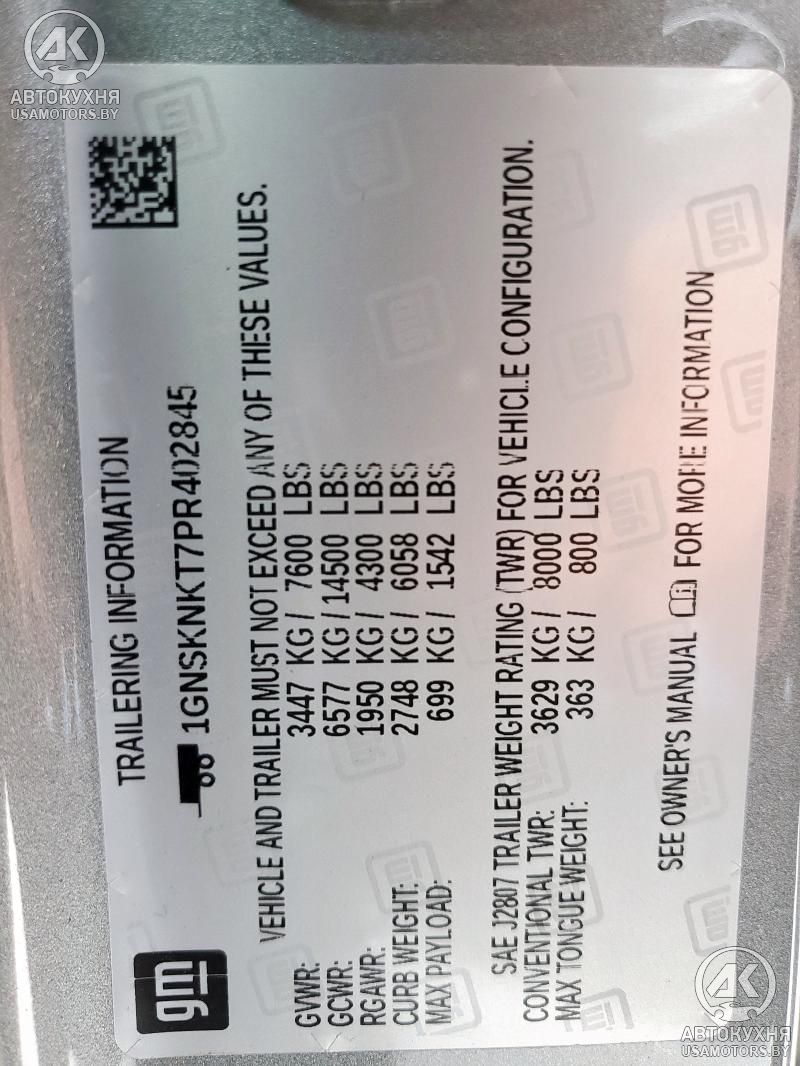 АК
АВТОКУХНЯ
USAMOTORS.BY
gm
TRAILERING INFORMATION
1GNSKNKT7PR402845
VEHICLE AND TRAILER MUST NOT EXCEED ANY OF THESE VALUES.
GVWR: 3447 KG / 7600 LBS
GCWR: 6577 KG / 14500 LBS
RGAWR: 1950 KG / 4300 LBS
CURB WEIGHT: 2748 KG / 6058 LBS
MAX PAYLOAD: 699 KG / 1542 LBS
SAE J2807 TRAILER WEIGHT RATING (TWR) FOR VEHICLE CONFIGURATION.
CONVENTIONAL TWR: 3629 KG / 8000 LBS
MAX TONGUE WEIGHT: 363 KG / 800 LBS
SEE OWNER'S MANUAL FOR MORE INFORMATION
АК
АВТОКУХНЯ
USAMOTORS.BY